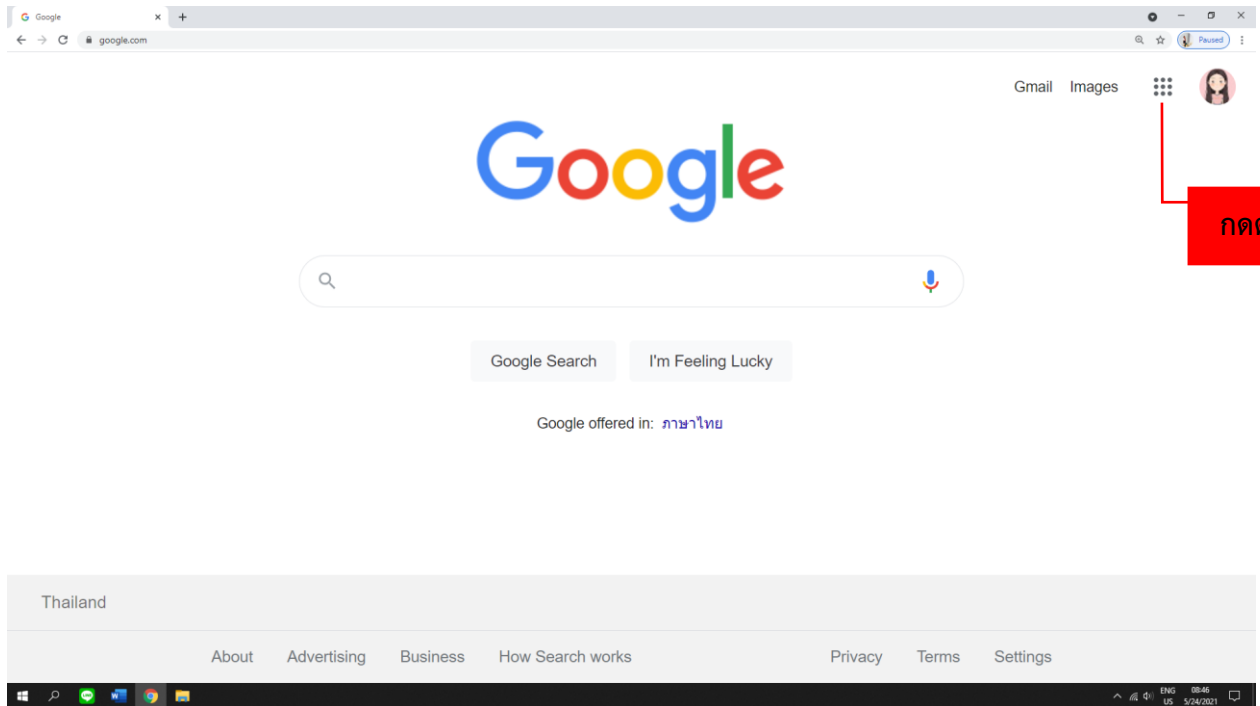 Google
google.com
Paused
Gmail Images
Google
กด
Google Search I'm Feeling Lucky
Google offered in: ภาษาไทย
Thailand
About Advertising Business How Search works Privacy Terms Settings
ENG 08:46
US 5/24/2021